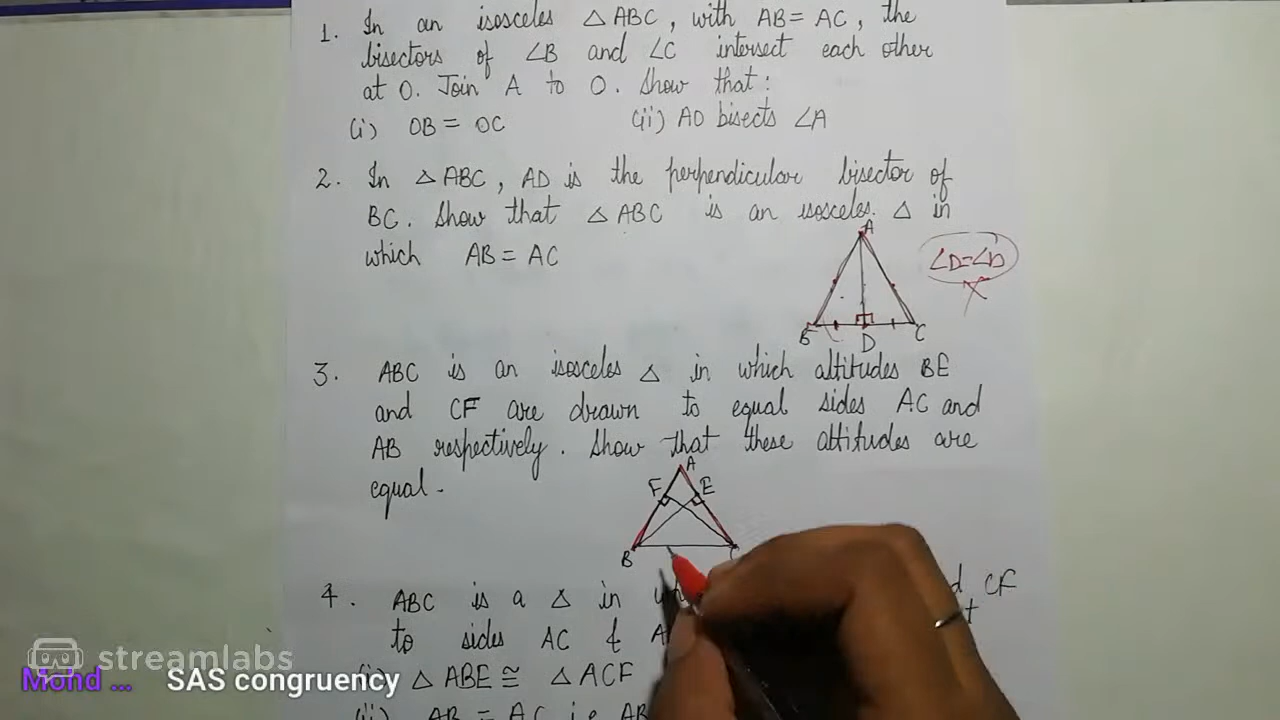 1. In an isosceles △ ABC, with AB = AC, the
bisectors of ∠B and ∠C intersect each other
at O. Join A to O. Show that :
(i) OB = OC (ii) AO bisects ∠A
2. In △ ABC, AD is the perpendicular bisector of
BC. Show that △ ABC is an isosceles. △ in
which AB = AC
A
∠D=∠D
B D C
3. ABC is an isosceles △ in which altitudes BE
and CF are drawn to equal sides AC and
AB respectively. Show that these altitudes are
equal.
A
F E
B
4. ABC is a △ in CF
to sides AC &
(i) △ ABE ≅ △ ACF
(ii) AB = AC i.e AB
streamlabs
Mohd ... SAS congruency